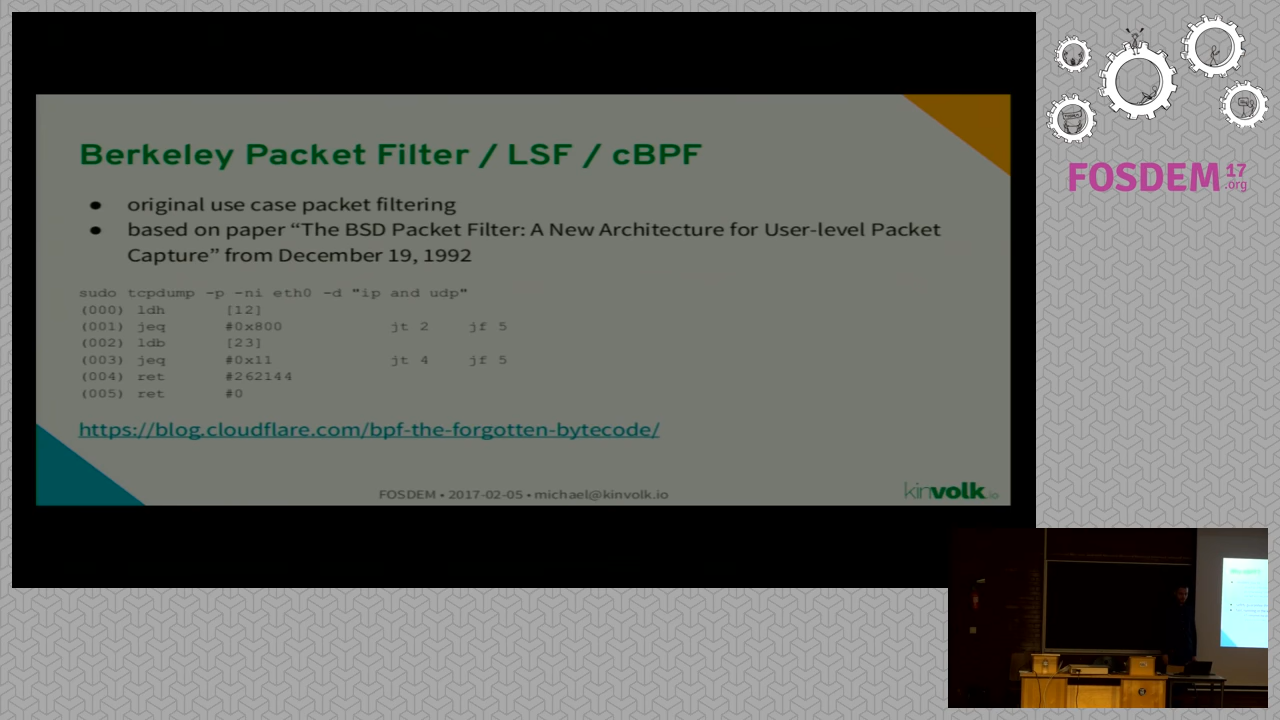 Berkeley Packet Filter / LSF / cBPF
● original use case packet filtering
● based on paper “The BSD Packet Filter: A New Architecture for User-level Packet
Capture” from December 19, 1992
sudo tcpdump -p -ni eth0 -d "ip and udp"
(000) ldh [12]
(001) jeq #0x800 jt 2 jf 5
(002) ldb [23]
(003) jeq #0x11 jt 4 jf 5
(004) ret #262144
(005) ret #0
https://blog.cloudflare.com/bpf-the-forgotten-bytecode/
FOSDEM • 2017-02-05 • michael@kinvolk.io
kinvolk.io
FOSDEM 17 .org